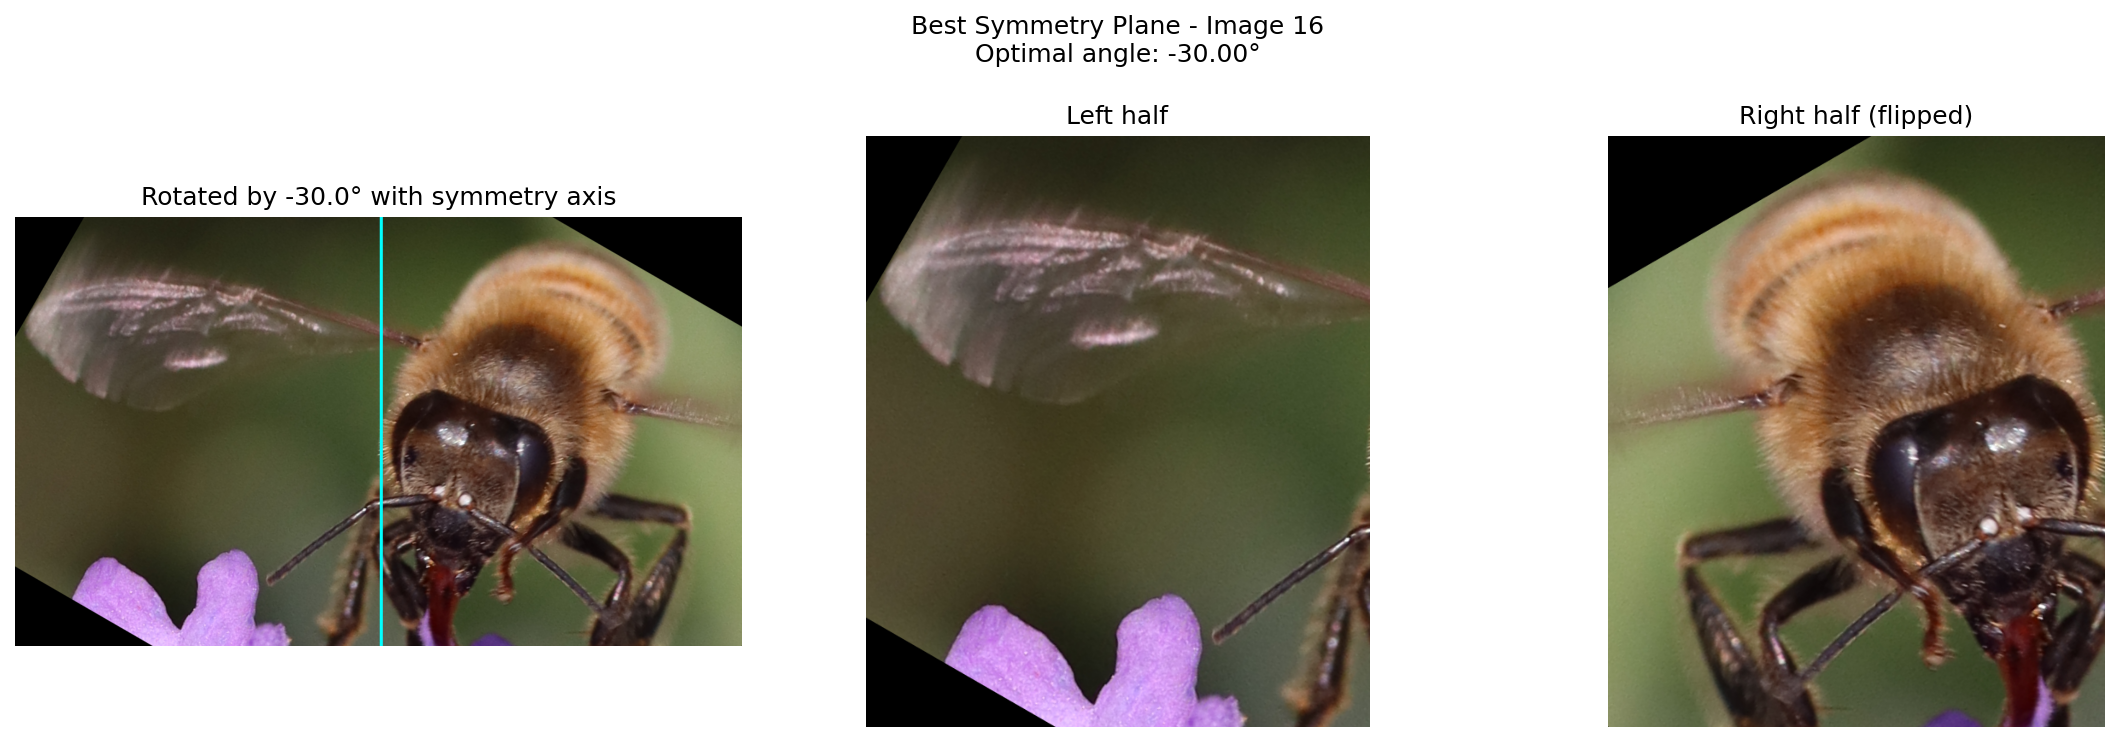 Best Symmetry Plane - Image 16
Optimal angle: -30.00°
Rotated by -30.0° with symmetry axis
Left half
Right half (flipped)